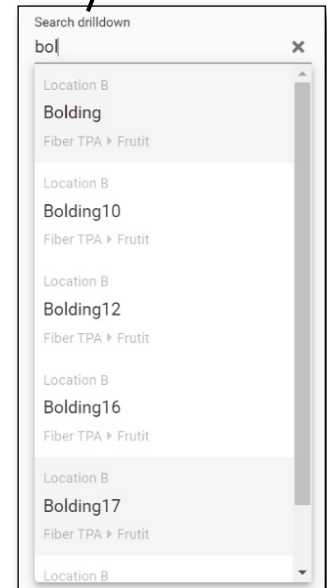 Search drilldown
bol
Location B
Bolding
Fiber TPA ▸ Frutit
Location B
Bolding10
Fiber TPA ▸ Frutit
Location B
Bolding12
Fiber TPA ▸ Frutit
Location B
Bolding16
Fiber TPA ▸ Frutit
Location B
Bolding17
Fiber TPA ▸ Frutit
Location B